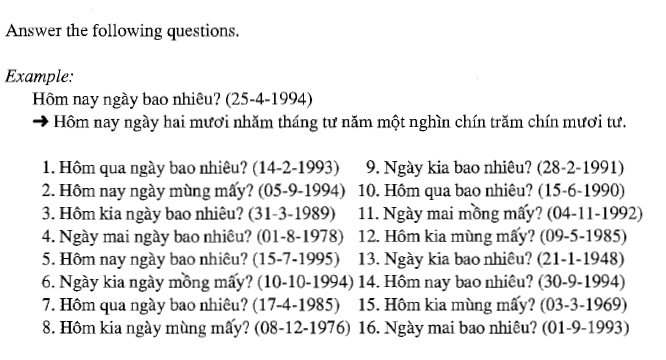 Answer the following questions.
Example:
Hôm nay ngày bao nhiêu? (25-4-1994)
➔ Hôm nay ngày hai mươi nhăm tháng tư năm một nghìn chín trăm chín mươi tư.
1. Hôm qua ngày bao nhiêu? (14-2-1993)
2. Hôm nay ngày mùng mấy? (05-9-1994)
3. Hôm kia ngày bao nhiêu? (31-3-1989)
4. Ngày mai ngày bao nhiêu? (01-8-1978)
5. Hôm nay ngày bao nhiêu? (15-7-1995)
6. Ngày kia ngày mồng mấy? (10-10-1994)
7. Hôm qua ngày bao nhiêu? (17-4-1985)
8. Hôm kia ngày mùng mấy? (08-12-1976)
9. Ngày kia bao nhiêu? (28-2-1991)
10. Hôm qua bao nhiêu? (15-6-1990)
11. Ngày mai mồng mấy? (04-11-1992)
12. Hôm kia mùng mấy? (09-5-1985)
13. Ngày kia bao nhiêu? (21-1-1948)
14. Hôm nay bao nhiêu? (30-9-1994)
15. Hôm kia mùng mấy? (03-3-1969)
16. Ngày mai bao nhiêu? (01-9-1993)